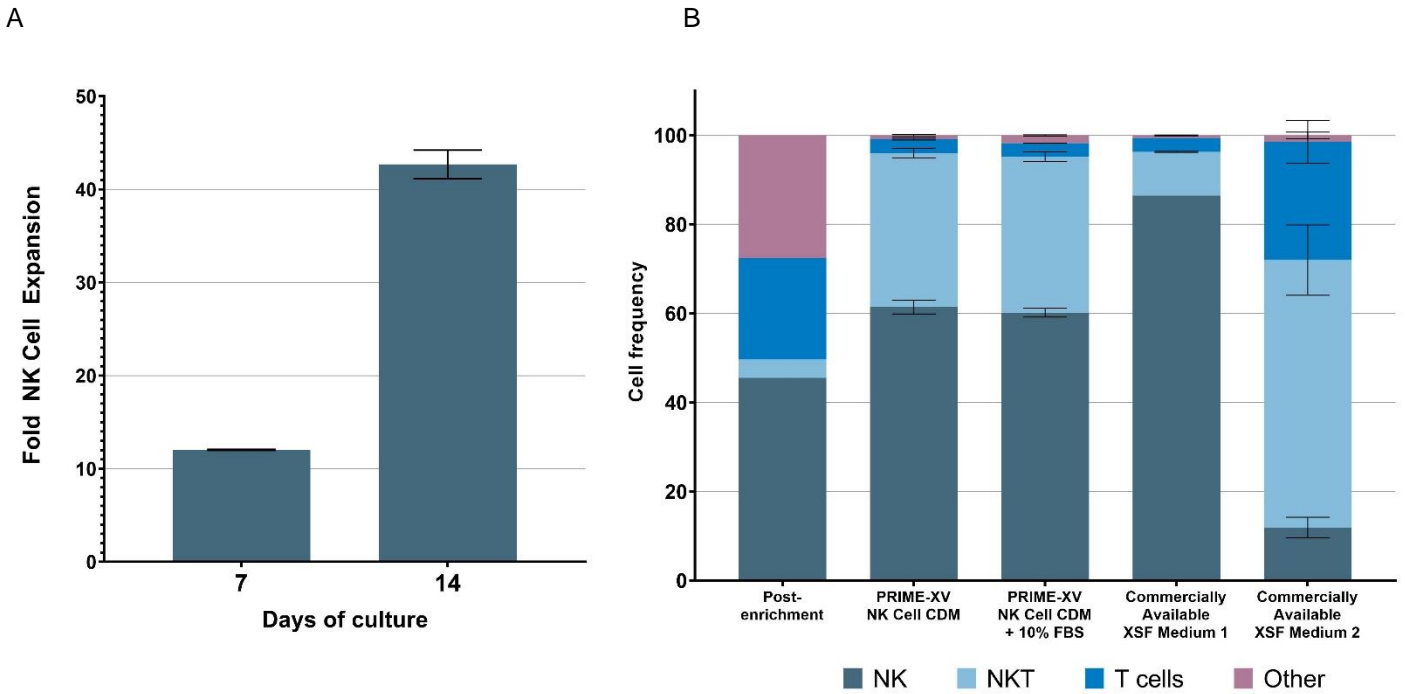 A
B
Fold NK Cell Expansion
50
40
30
20
10
0
7
14
Days of culture
Cell frequency
100
80
60
40
20
0
Post-
enrichment
PRIME-XV
NK Cell CDM
PRIME-XV
NK Cell CDM
+ 10% FBS
Commercially
Available
XSF Medium 1
Commercially
Available
XSF Medium 2
NK
NKT
T cells
Other